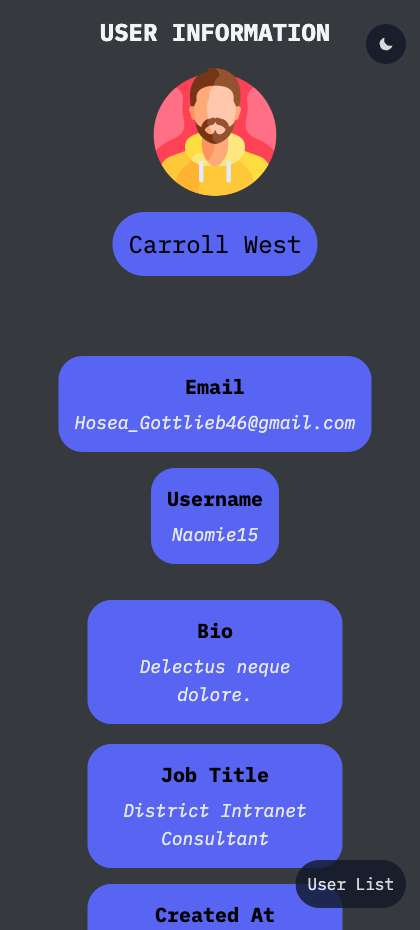 USER INFORMATION
Carroll West
Email
Hosea_Gottlieb46@gmail.com
Username
Naomie15
Bio
Delectus neque
dolore.
Job Title
District Intranet
Consultant
User List
Created At